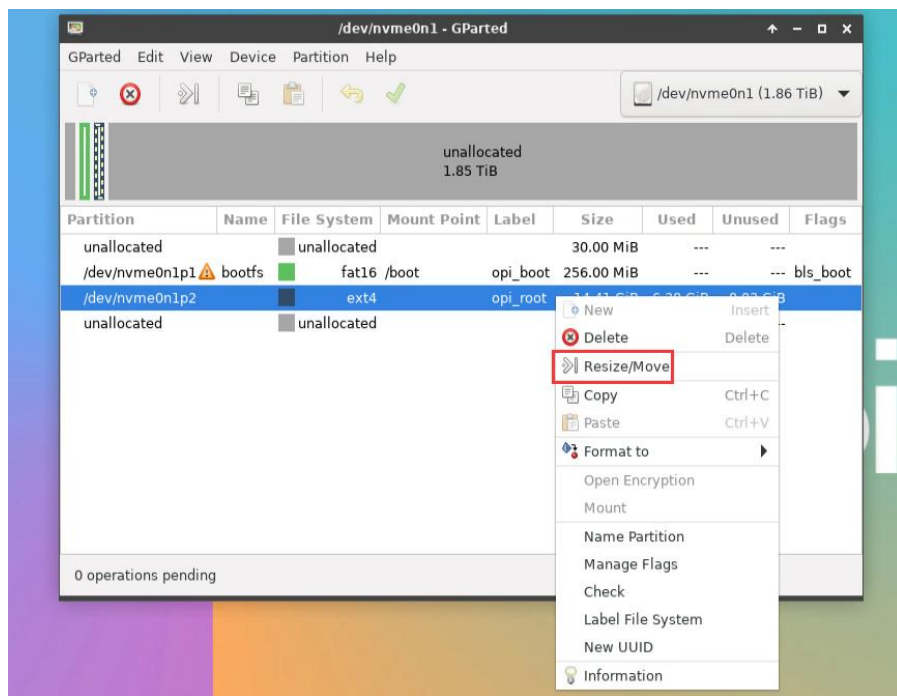 /dev/nvme0n1 - GParted
GParted Edit View Device Partition Help
/dev/nvme0n1 (1.86 TiB)
unallocated
1.85 TiB
Partition Name File System Mount Point Label Size Used Unused Flags
unallocated unallocated 30.00 MiB --- ---
/dev/nvme0n1p1 bootfs fat16 /boot opi_boot 256.00 MiB --- --- bls_boot
/dev/nvme0n1p2 ext4 opi_root
unallocated unallocated
New Insert
Delete Delete
Resize/Move
Copy Ctrl+C
Paste Ctrl+V
Format to
Open Encryption
Mount
Name Partition
Manage Flags
Check
Label File System
New UUID
Information
0 operations pending